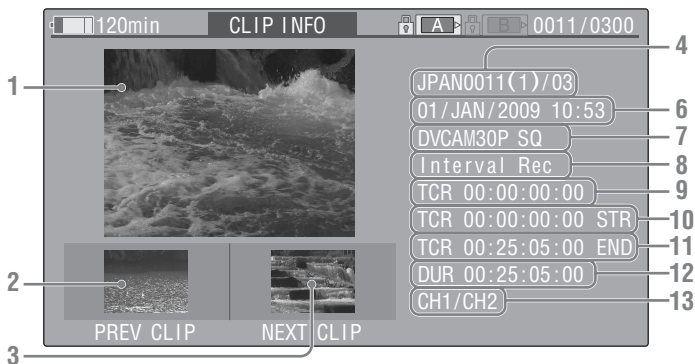 120min CLIP INFO A B 0011/0300
4
1
JPAN0011(1)/03
01/JAN/2009 10:53 6
DVCAM30P SQ 7
Interval Rec 8
TCR 00:00:00:00 9
TCR 00:00:00:00 STR 10
TCR 00:25:05:00 END 11
2
DUR 00:25:05:00 12
CH1/CH2 13
PREV CLIP NEXT CLIP
3